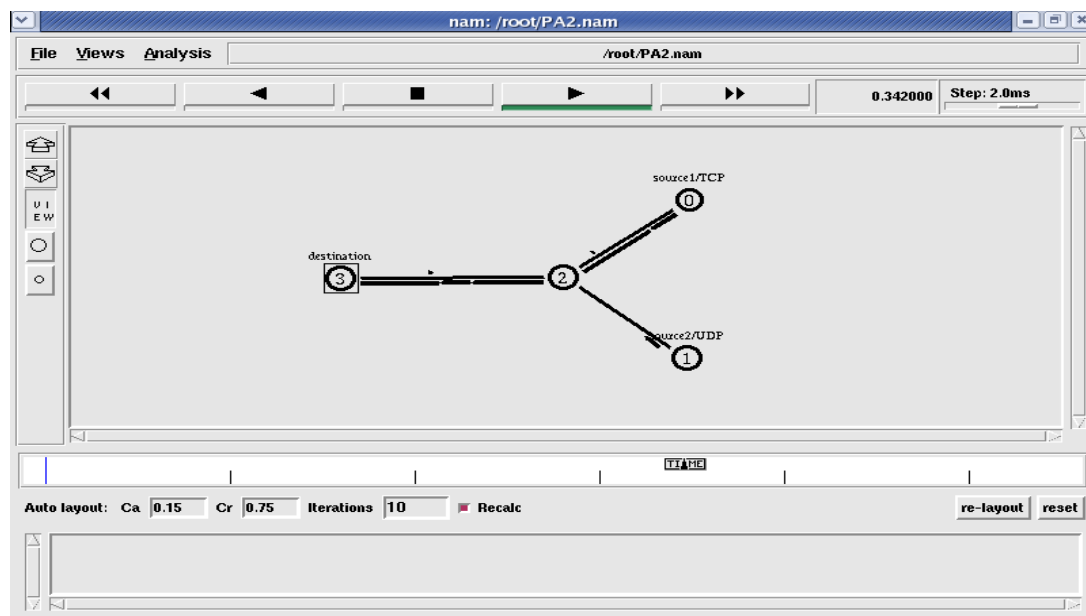 nam: /root/PA2.nam
File Views Analysis /root/PA2.nam
0.342000 Step: 2.0ms
V I
E W
source1/TCP
0
destination
3
2
source2/UDP
1
TIME
Auto layout: Ca 0.15 Cr 0.75 Iterations 10 Recalc re-layout reset